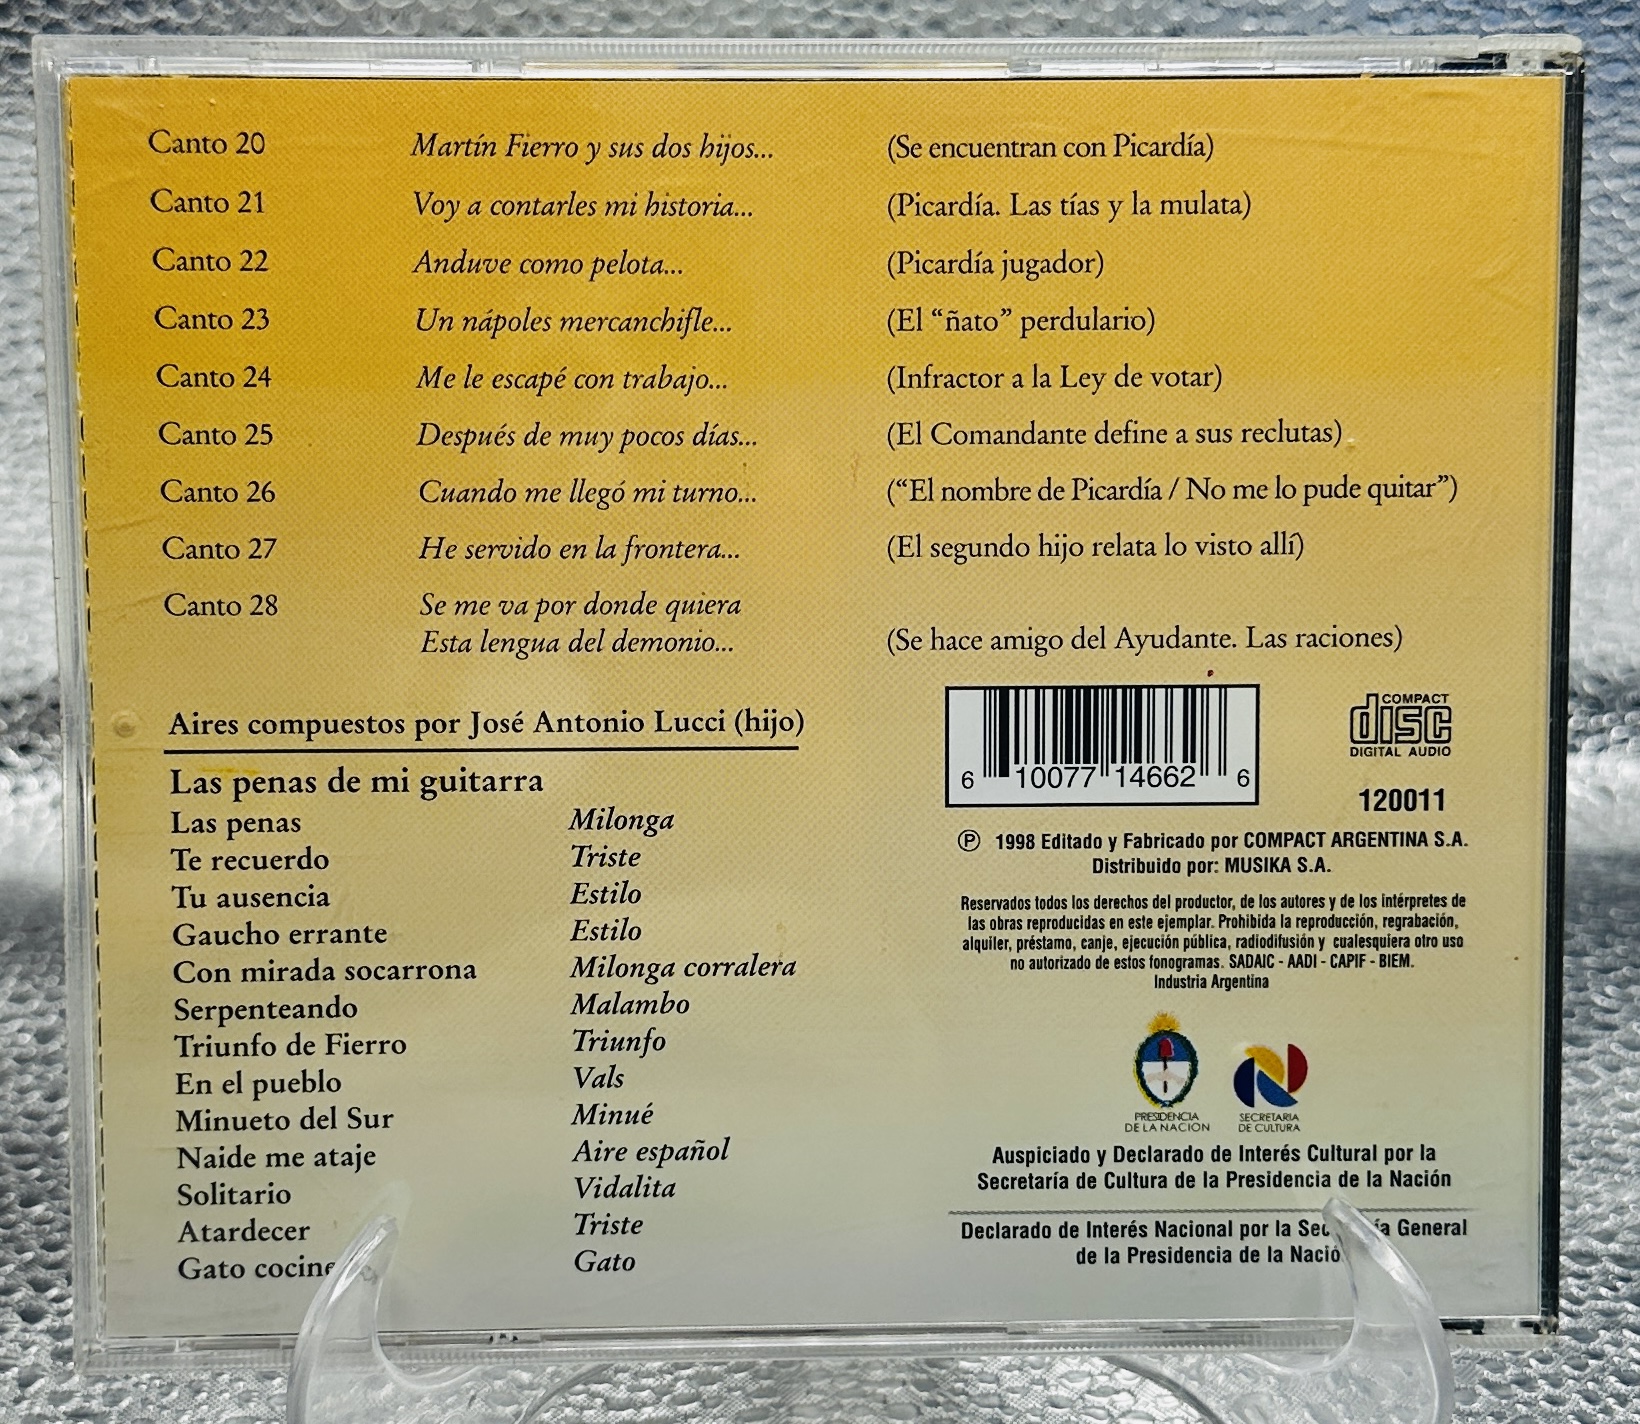 Canto 20 Martín Fierro y sus dos hijos... (Se encuentran con Picardía)
Canto 21 Voy a contarles mi historia... (Picardía. Las tías y la mulata)
Canto 22 Anduve como pelota... (Picardía jugador)
Canto 23 Un nápoles mercanchifle... (El “ñato” perdulario)
Canto 24 Me le escapé con trabajo... (Infractor a la Ley de votar)
Canto 25 Después de muy pocos días... (El Comandante define a sus reclutas)
Canto 26 Cuando me llegó mi turno... (“El nombre de Picardía / No me lo pude quitar”)
Canto 27 He servido en la frontera... (El segundo hijo relata lo visto allí)
Canto 28 Se me va por donde quiera
Esta lengua del demonio... (Se hace amigo del Ayudante. Las raciones)
Aires compuestos por José Antonio Lucci (hijo)
Las penas de mi guitarra
Las penas Milonga
Te recuerdo Triste
Tu ausencia Estilo
Gaucho errante Estilo
Con mirada socarrona Milonga corralera
Serpenteando Malambo
Triunfo de Fierro Triunfo
En el pueblo Vals
Minueto del Sur Minué
Naide me ataje Aire español
Solitario Vidalita
Atardecer Triste
Gato Gato
6 10077 14662 6
COMPACT
disc
DIGITAL AUDIO
120011
℗ 1998 Editado y Fabricado por COMPACT ARGENTINA S.A.
Distribuido por: MUSIKA S.A.
Reservados todos los derechos del productor, de los autores y de los intérpretes de
las obras reproducidas en este ejemplar. Prohibida la reproducción, regrabación,
alquiler, préstamo, canje, ejecución pública, radiodifusión y cualesquiera otro uso
no autorizado de estos fonogramas. SADAIC - AADI - CAPIF - BIEM.
Industria Argentina
PRESIDENCIA
DE LA NACION
SECRETARIA
DE CULTURA
Auspiciado y Declarado de Interés Cultural por la
Secretaría de Cultura de la Presidencia de la Nación
Declarado de Interés Nacional por la General
de la Presidencia de la Nació